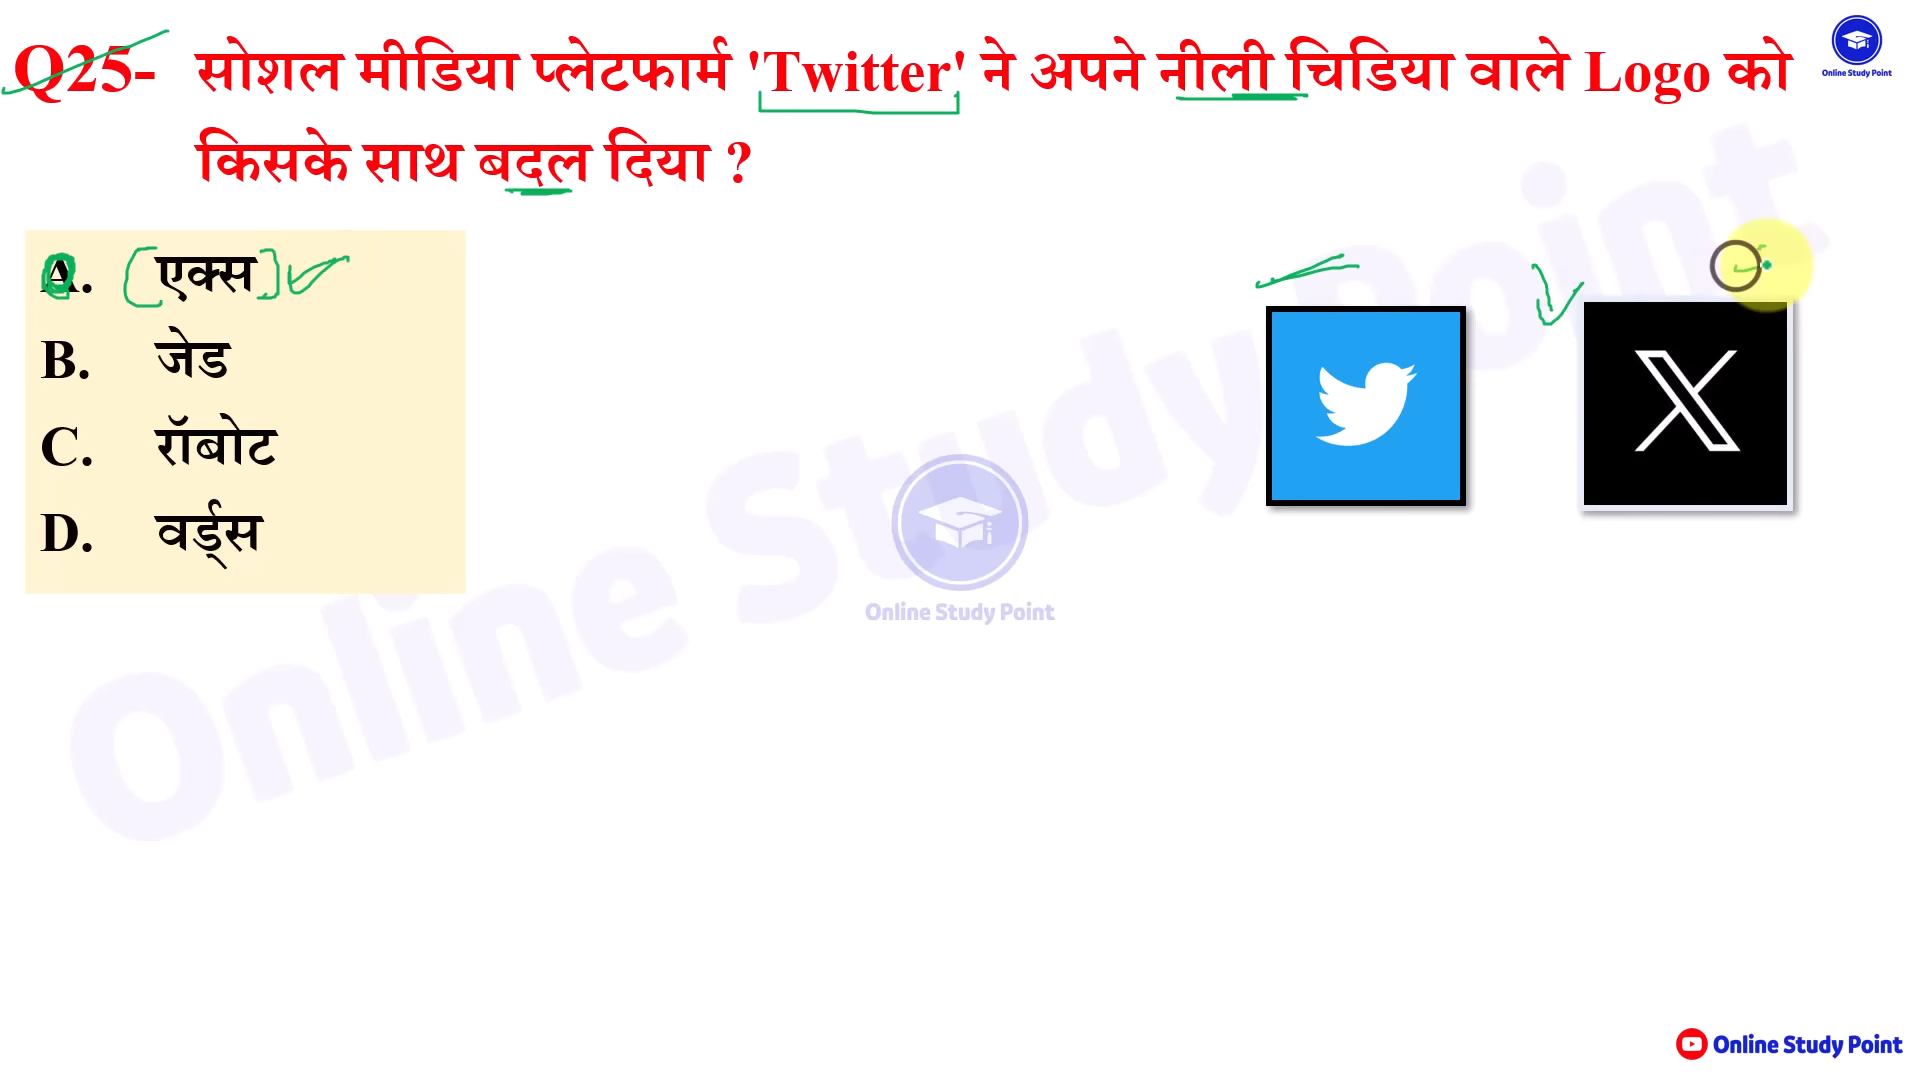 Q25- सोशल मीडिया प्लेटफार्म 'Twitter' ने अपने नीली चिडिया वाले Logo को
किसके साथ बदल दिया ?
Online Study Point
A. एक्स
B. जेड
C. रॉबोट
D. वर्ड्स
X
Online Study Point
Online Study Point
Online Study Point